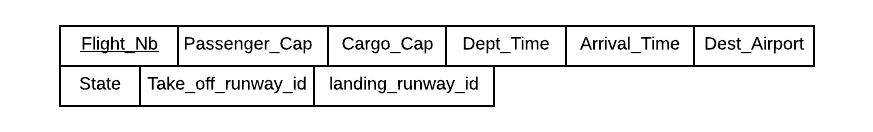 Flight_Nb Passenger_Cap Cargo_Cap Dept_Time Arrival_Time Dest_Airport
State Take_off_runway_id landing_runway_id